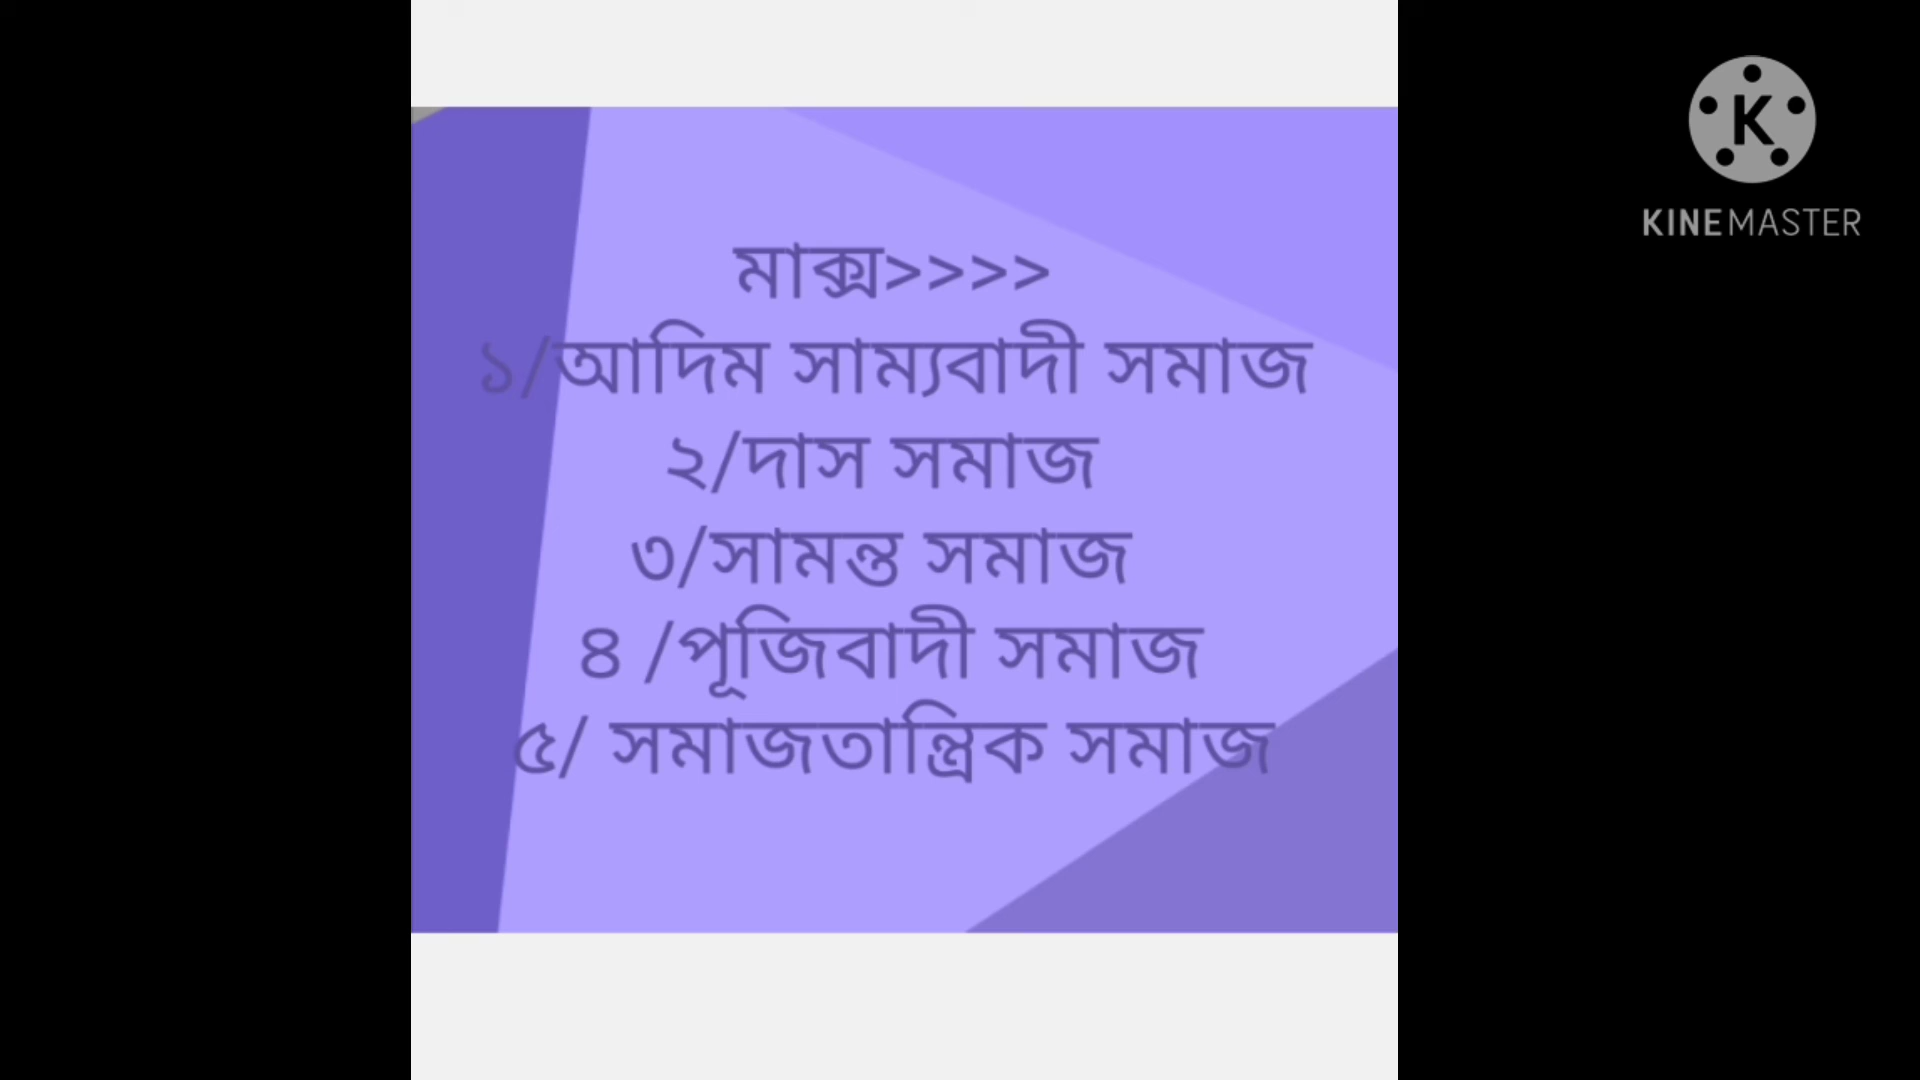 মাক্স>>>>
১/আদিম সাম্যবাদী সমাজ
২/দাস সমাজ
৩/সামন্ত সমাজ
৪ /পূজিবাদী সমাজ
৫/ সমাজতান্ত্রিক সমাজ
K
KINEMASTER